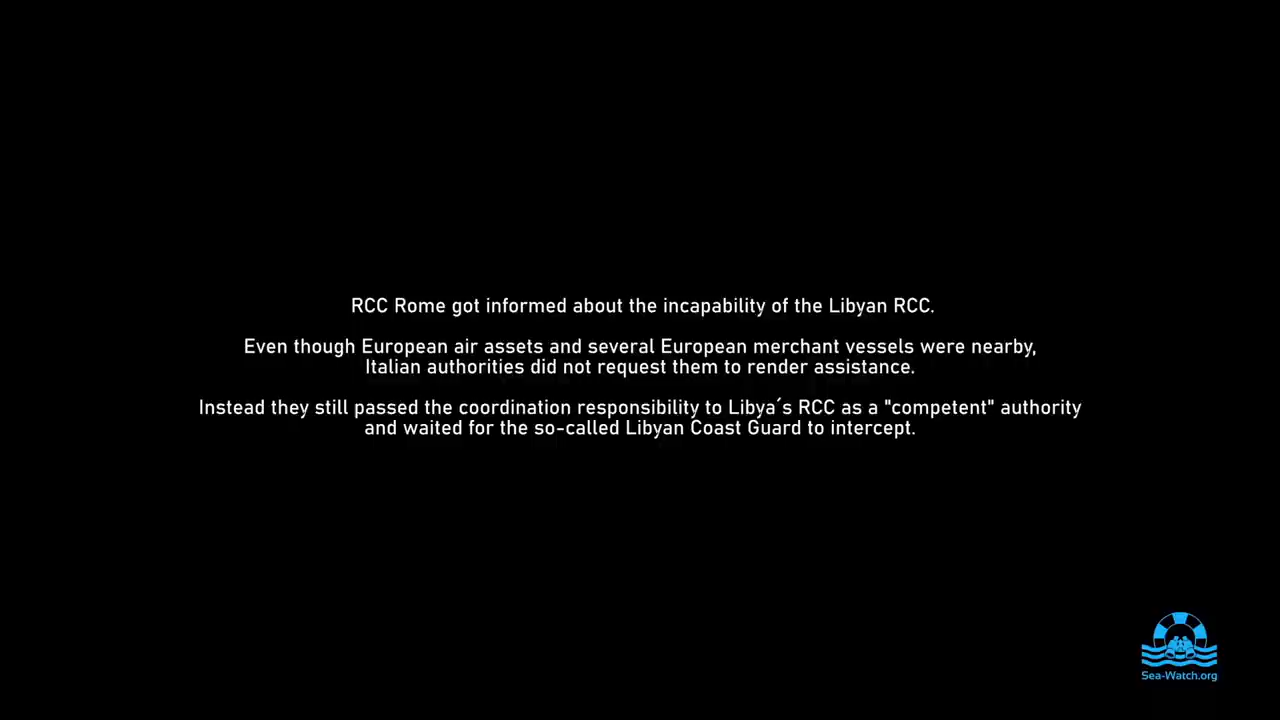 RCC Rome got informed about the incapability of the Libyan RCC.
Even though European air assets and several European merchant vessels were nearby,
Italian authorities did not request them to render assistance.
Instead they still passed the coordination responsibility to Libya´s RCC as a "competent" authority
and waited for the so-called Libyan Coast Guard to intercept.
Sea-Watch.org